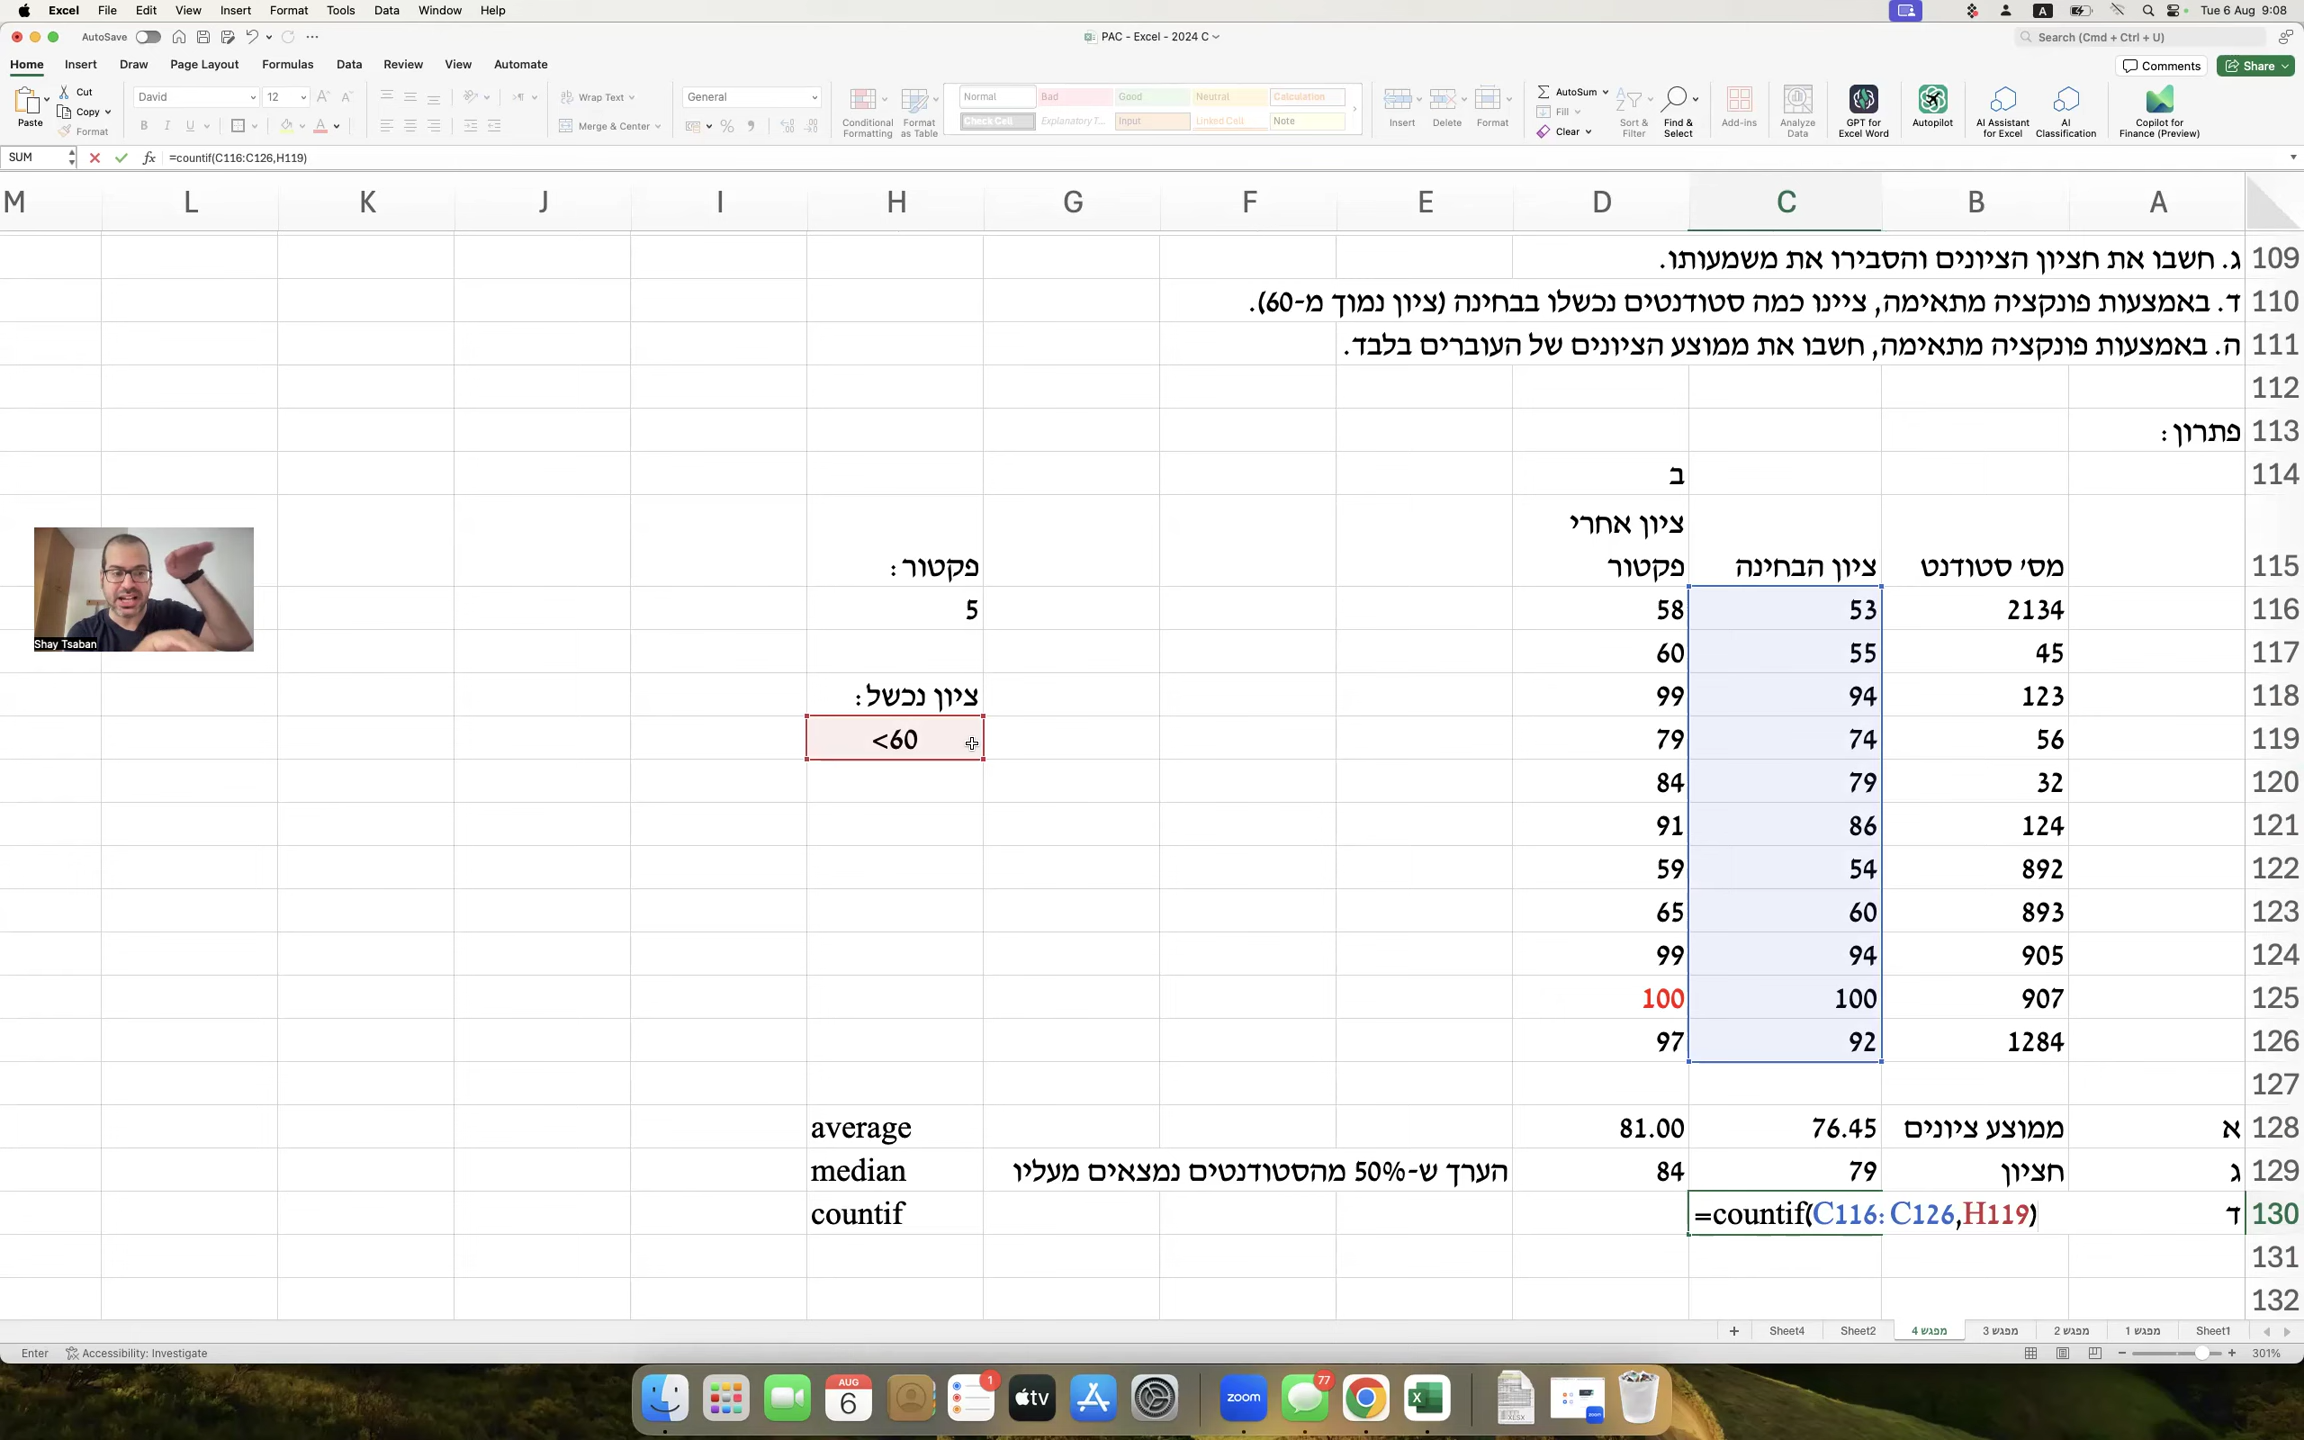 Excel File Edit View Insert Format Tools Data Window Help
A Tue 6 Aug 9:08
AutoSave PAC - Excel - 2024 C Search (Cmd + Ctrl + U)
Home Insert Draw Page Layout Formulas Data Review View Automate Comments Share
Paste Cut Copy Format
David 12
Wrap Text
Merge & Center
General
Conditional Formatting
Format as Table
Normal Bad Good Neutral Calculation
Check Cell Explanatory T... Input Linked Cell Note
Insert Delete Format
AutoSum Fill Clear
Sort & Filter
Find & Select
Add-ins
Analyze Data
GPT for Excel Word
Autopilot
AI Assistant for Excel
AI Classification
Copilot for Finance (Preview)
SUM fx =countif(C116:C126,H119)
M L K J I H G F E D C B A
109 ג. חשבו את חציון הציונים והסבירו את משמעותו.
110 ד. באמצעות פונקציה מתאימה, ציינו כמה סטודנטים נכשלו בבחינה (ציון נמוך מ-60).
111 ה. באמצעות פונקציה מתאימה, חשבו את ממוצע הציונים של העוברים בלבד.
112
113 פתרון:
114 ב
115 מס' סטודנט ציון הבחינה ציון אחרי פקטור פקטור:
116 2134 53 58 5
117 45 55 60
118 123 94 99 ציון נכשל:
119 56 74 79 <60
120 32 79 84
121 124 86 91
122 892 54 59
123 893 60 65
124 905 94 99
125 907 100 100
126 1284 92 97
127
128 א ממוצע ציונים 76.45 81.00 average
129 ג חציון 79 84 הערך ש-50% מהסטודנטים נמצאים מעליו median
130 ד =countif(C116:C126,H119) countif
131
132
Shay Tsaban
+ Sheet4 Sheet2 מפגש 4 מפגש 3 מפגש 2 מפגש 1 Sheet1
Enter Accessibility: Investigate 301%
AUG 6 1 tv zoom 77 XLSX zoom